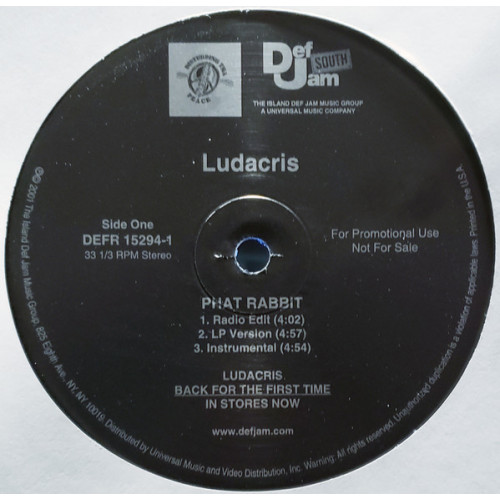 DISTURBING THA
PEACE
Def
Jam
SOUTH
THE ISLAND DEF JAM MUSIC GROUP
A UNIVERSAL MUSIC COMPANY
Ludacris
Side One
DEFR 15294-1
33 1/3 RPM Stereo
For Promotional Use
Not For Sale
PHAT RABBIT
1. Radio Edit (4:02)
2. LP Version (4:57)
3. Instrumental (4:54)
LUDACRIS
BACK FOR THE FIRST TIME
IN STORES NOW
www.defjam.com
℗© 2001 The Island Def Jam Music Group, 825 Eighth Ave, NY, NY 10019. Distributed by Universal Music and Video Distribution, Inc. Warning: All rights reserved. Unauthorized duplication is a violation of applicable laws. Printed in the U.S.A.